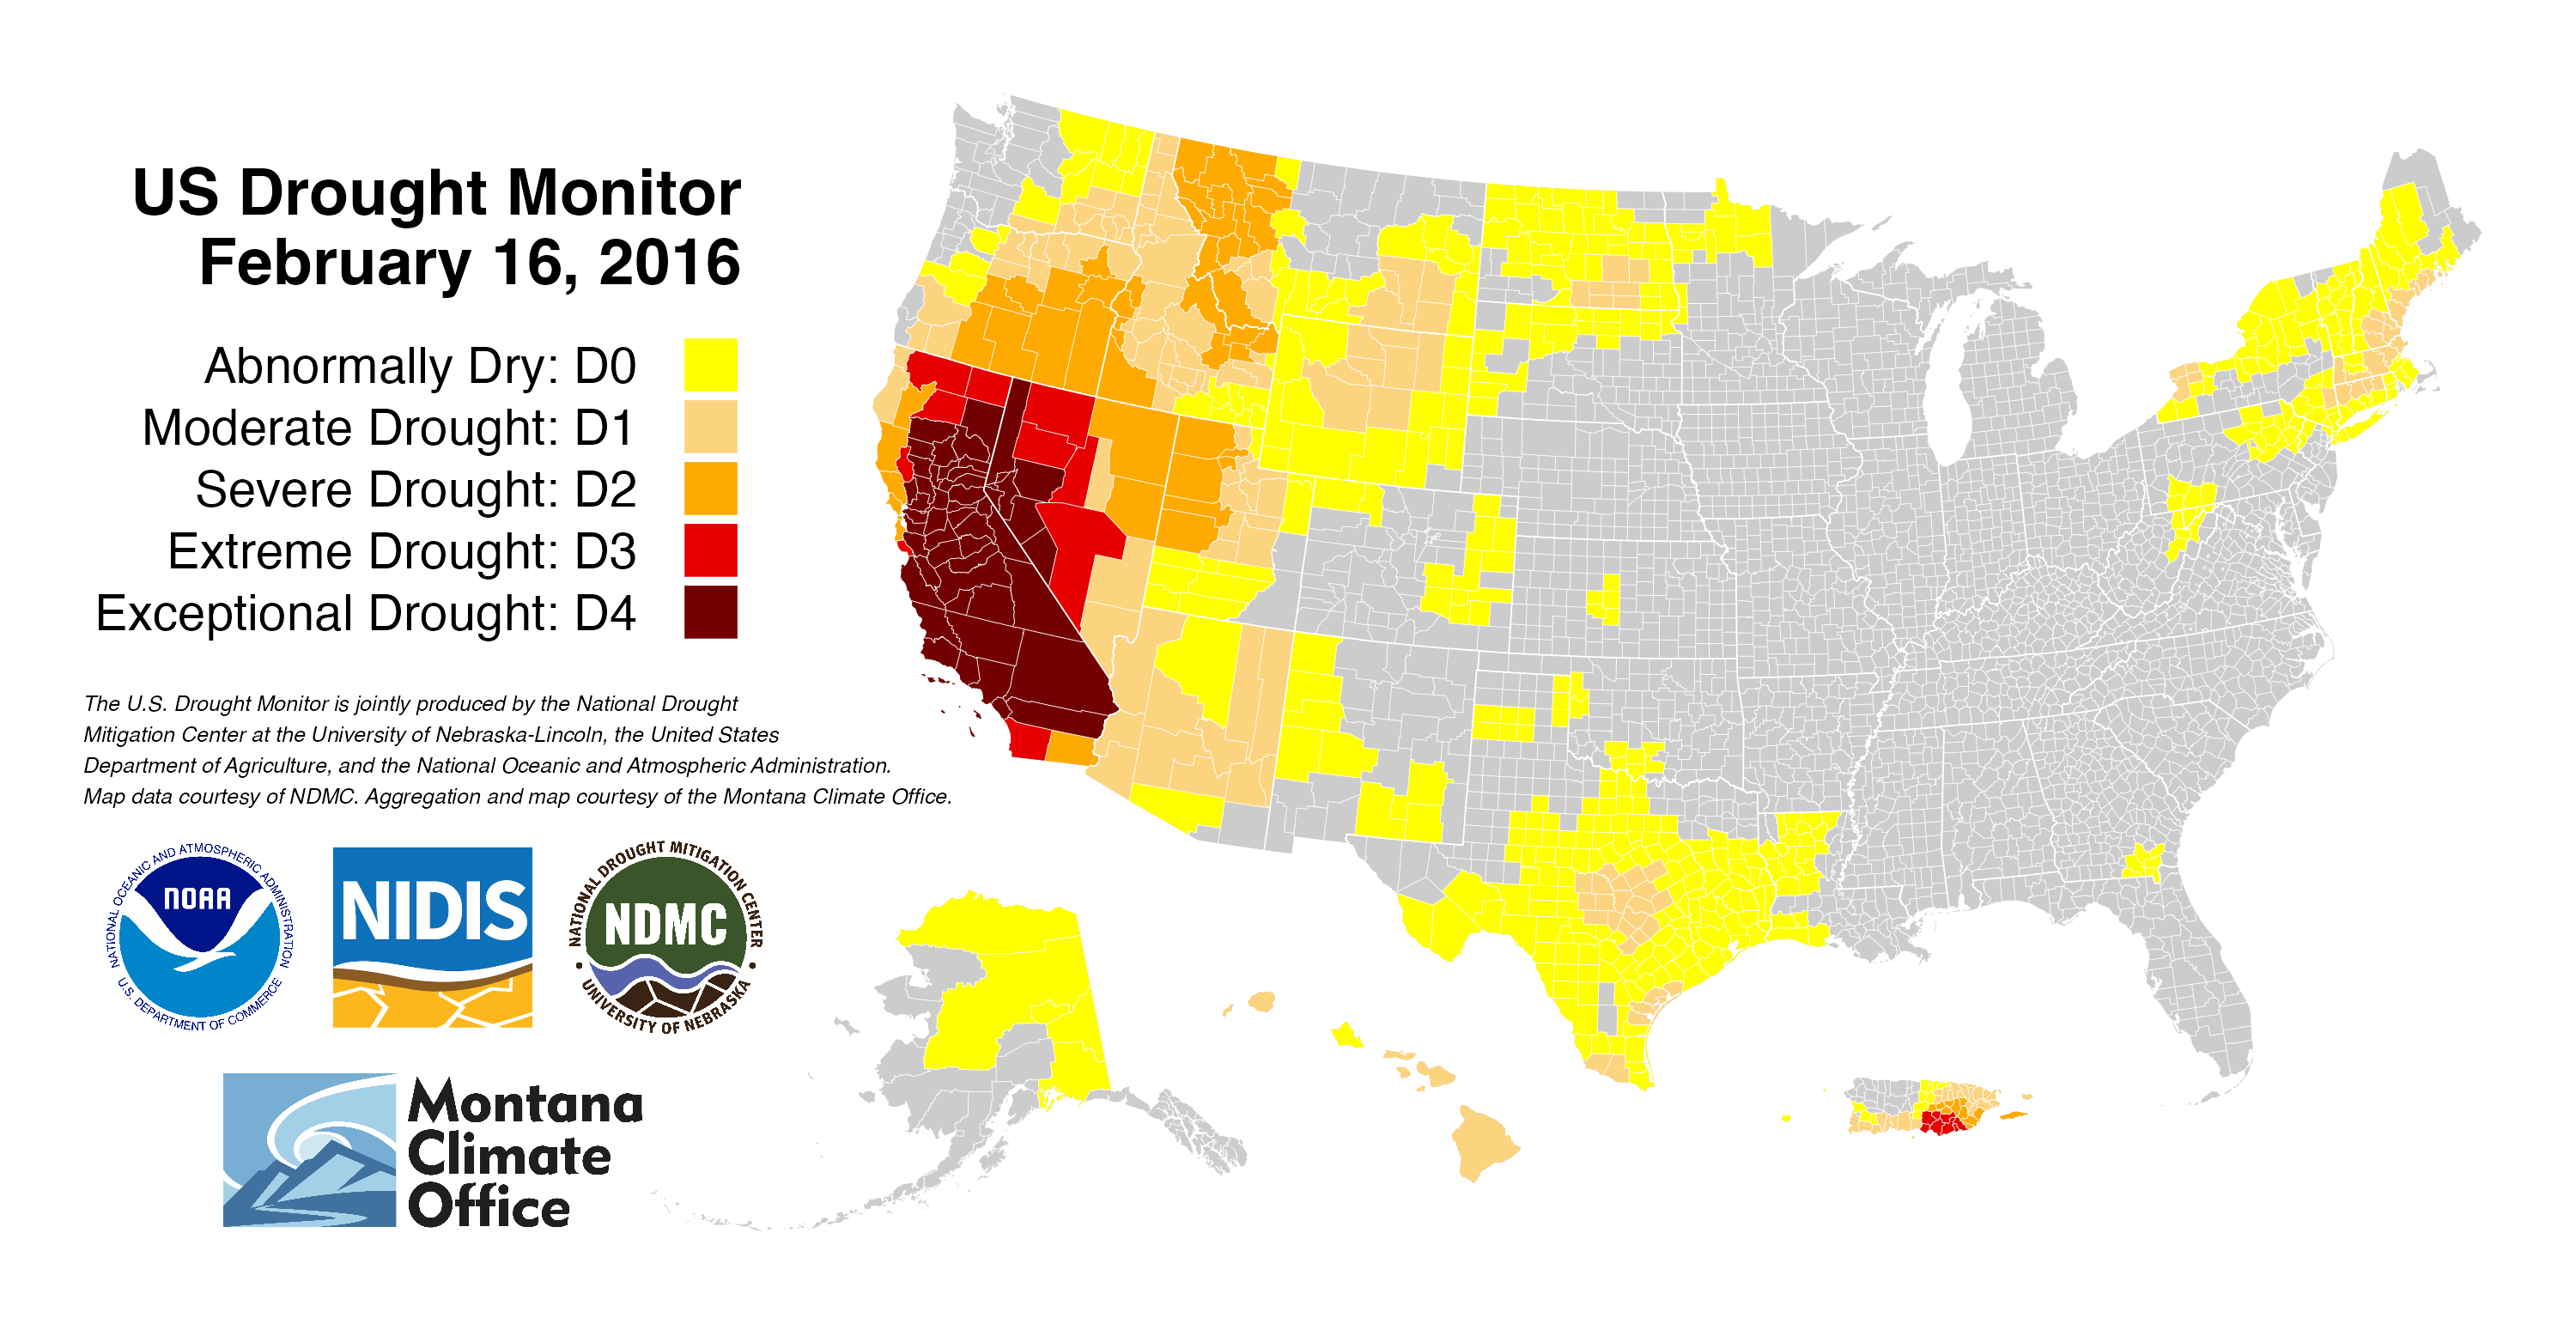 US Drought Monitor
February 16, 2016
Abnormally Dry: D0
Moderate Drought: D1
Severe Drought: D2
Extreme Drought: D3
Exceptional Drought: D4
The U.S. Drought Monitor is jointly produced by the National Drought
Mitigation Center at the University of Nebraska-Lincoln, the United States
Department of Agriculture, and the National Oceanic and Atmospheric Administration.
Map data courtesy of NDMC. Aggregation and map courtesy of the Montana Climate Office.
NATIONAL OCEANIC AND ATMOSPHERIC ADMINISTRATION
NOAA
U.S. DEPARTMENT OF COMMERCE
NIDIS
NATIONAL DROUGHT MITIGATION CENTER
NDMC
UNIVERSITY OF NEBRASKA
Montana
Climate
Office